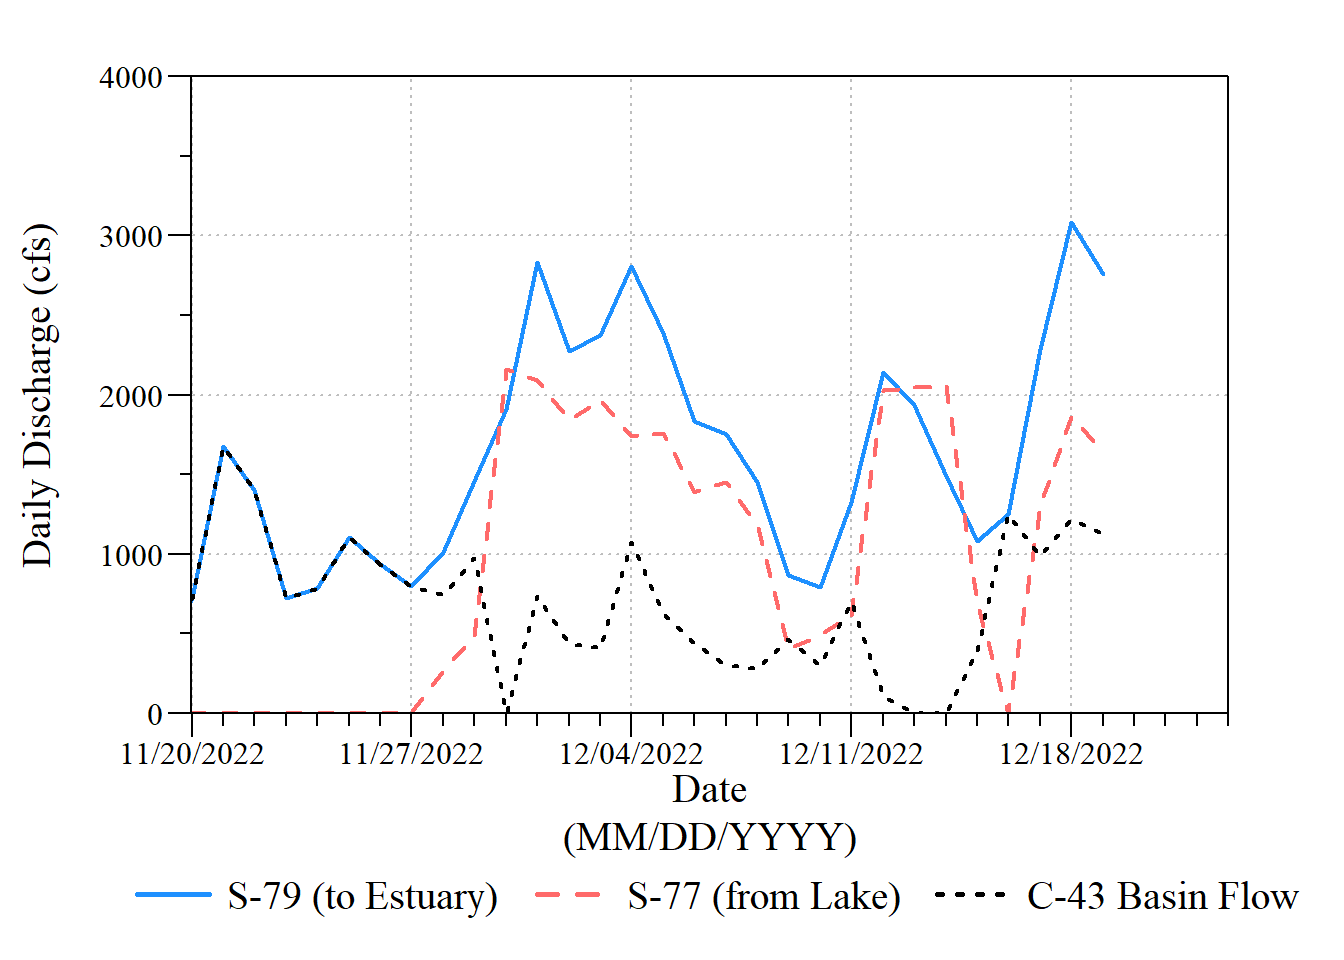 4000
3000
2000
1000
0
Daily Discharge (cfs)
11/20/2022 11/27/2022 12/04/2022 12/11/2022 12/18/2022
Date
(MM/DD/YYYY)
S-79 (to Estuary) S-77 (from Lake) C-43 Basin Flow